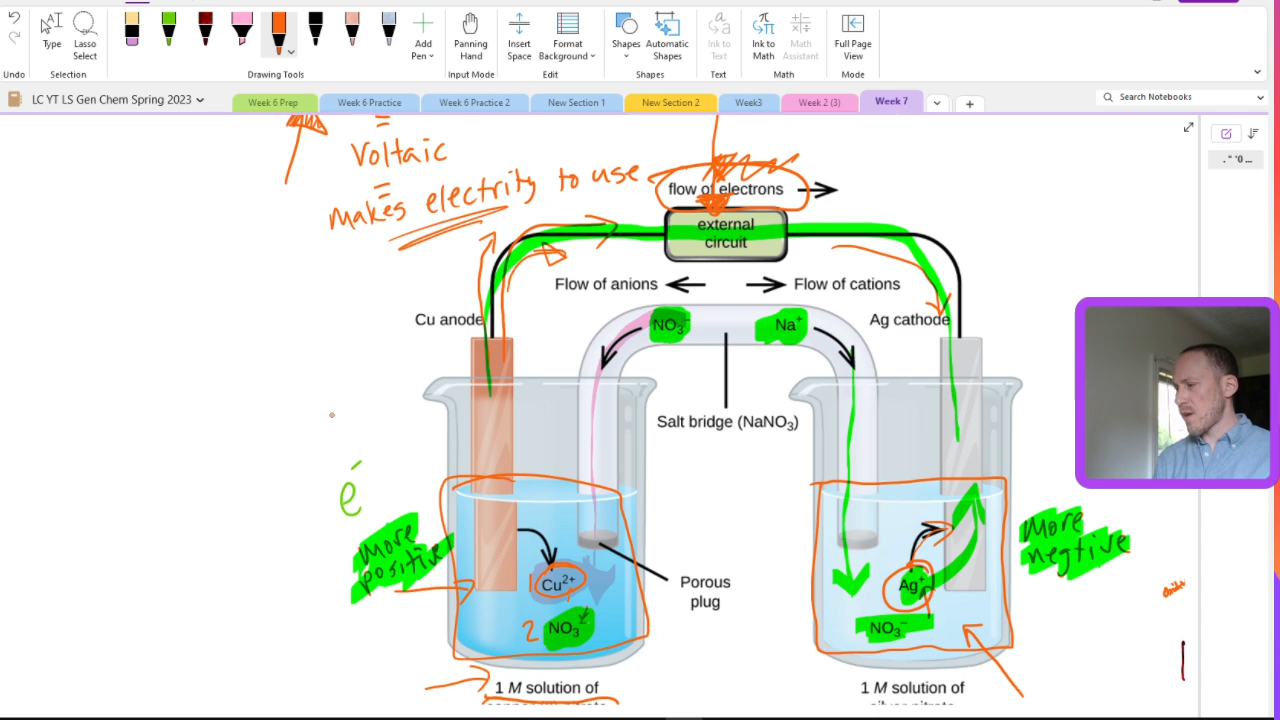 Undo
Type
Lasso Select
Selection
Drawing Tools
Add Pen
Panning Hand
Input Mode
Insert Space
Format Background
Edit
Shapes
Automatic Shapes
Shapes
Ink to Text
Text
Ink to Math
Math Assistant
Math
Full Page View
Mode
LC YT LS Gen Chem Spring 2023
Week 6 Prep
Week 6 Practice
Week 6 Practice 2
New Section 1
New Section 2
Week3
Week 2 (3)
Week 7
Search Notebooks
Voltaic
makes electrity to use
flow of electrons
external
circuit
Flow of anions
Flow of cations
Cu anode
NO3−
Na+
Ag cathode
Salt bridge (NaNO3)
e
More
positive
More
negtive
Cu2+
Ag+
Porous
plug
2 NO3−
NO3−
1 M solution of
1 M solution of